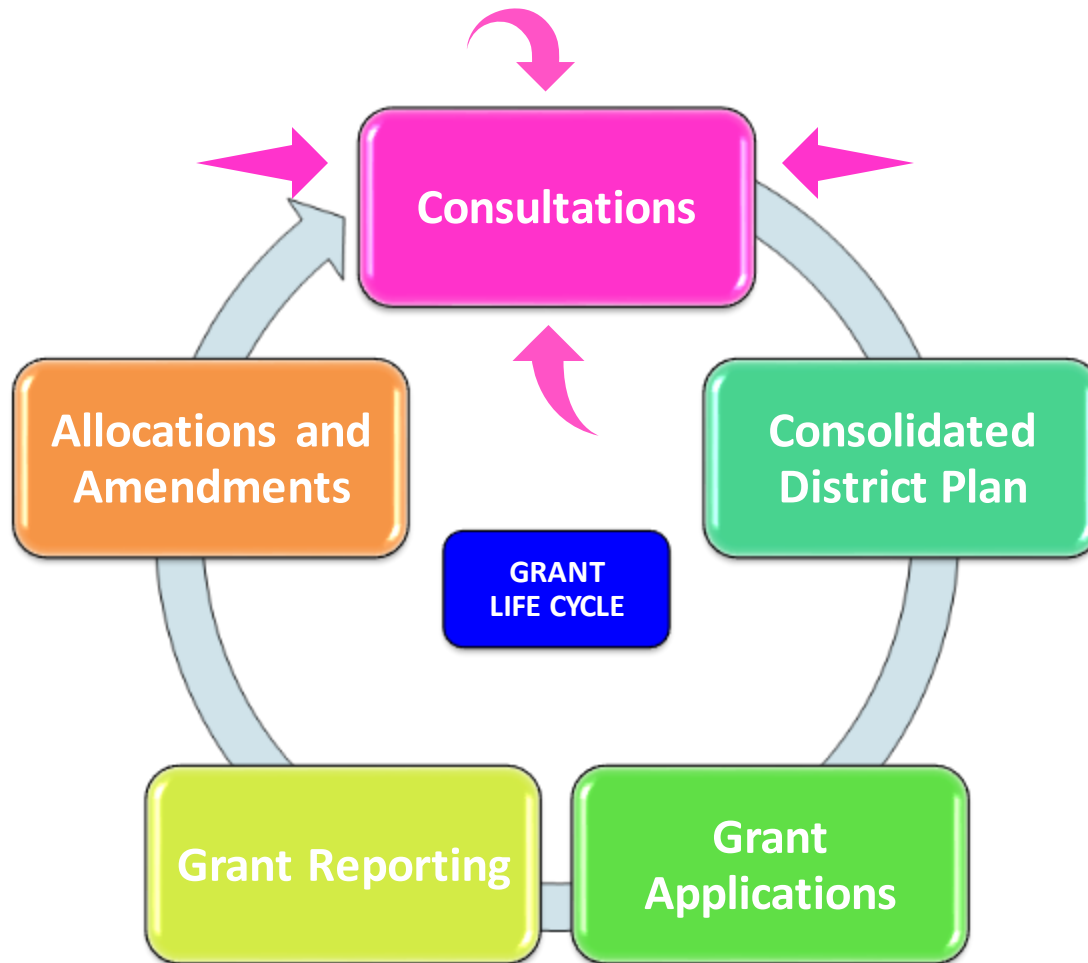 Consultations
Consolidated
District Plan
Grant
Applications
Grant Reporting
Allocations and
Amendments
GRANT
LIFE CYCLE